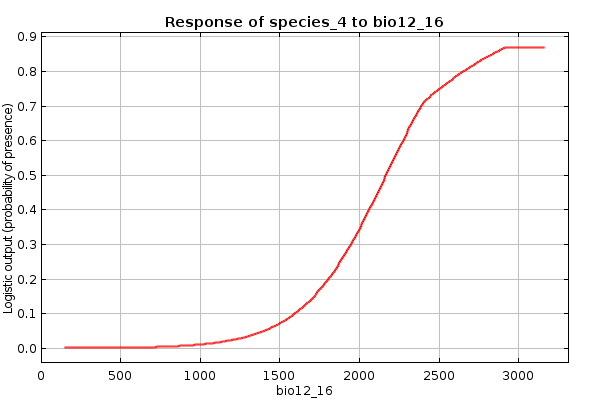 Response of species_4 to bio12_16
Logistic output (probability of presence)
0.9
0.8
0.7
0.6
0.5
0.4
0.3
0.2
0.1
0.0
0 500 1000 1500 2000 2500 3000
bio12_16